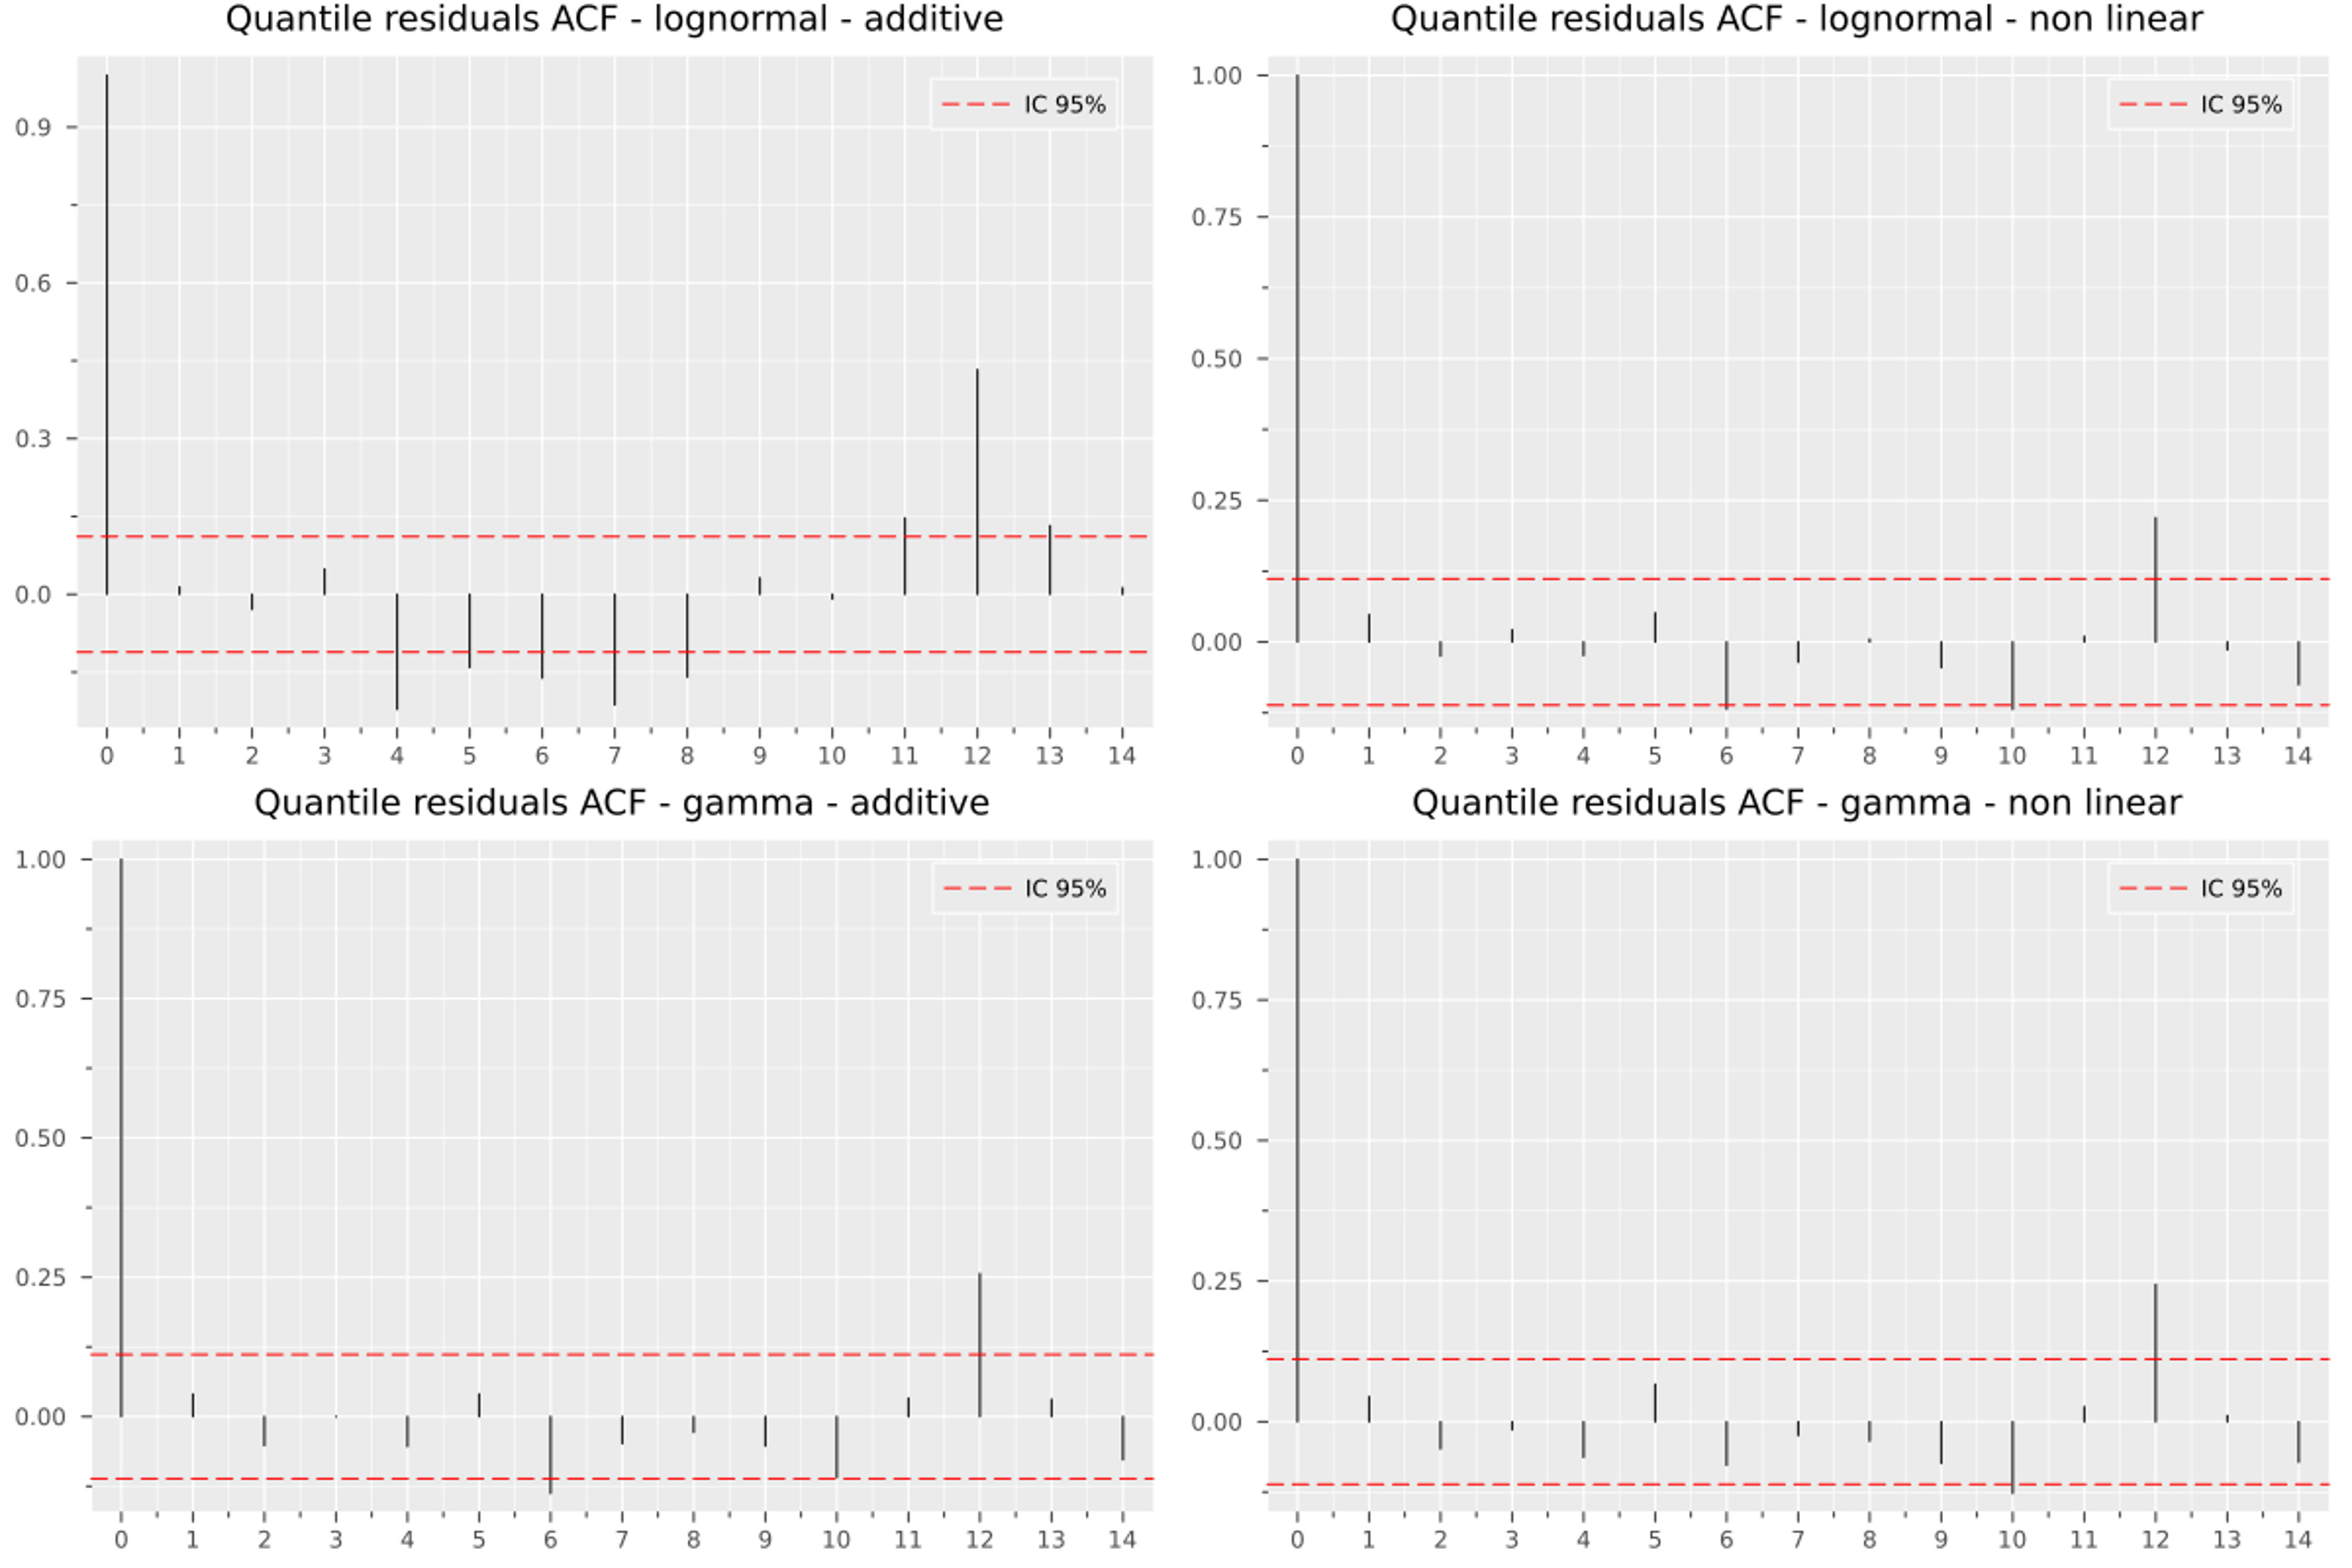 Quantile residuals ACF - lognormal - additive
IC 95%
0.9
0.6
0.3
0.0
0 1 2 3 4 5 6 7 8 9 10 11 12 13 14
Quantile residuals ACF - lognormal - non linear
IC 95%
1.00
0.75
0.50
0.25
0.00
0 1 2 3 4 5 6 7 8 9 10 11 12 13 14
Quantile residuals ACF - gamma - additive
1.00
IC 95%
0.75
0.50
0.25
0.00
0 1 2 3 4 5 6 7 8 9 10 11 12 13 14
Quantile residuals ACF - gamma - non linear
1.00
IC 95%
0.75
0.50
0.25
0.00
0 1 2 3 4 5 6 7 8 9 10 11 12 13 14